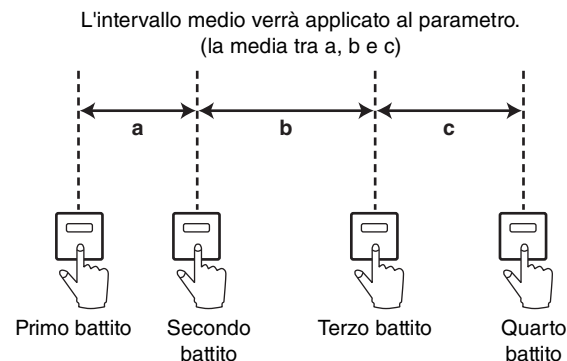 L'intervallo medio verrà applicato al parametro.
(la media tra a, b e c)
a b c
Primo battito Secondo battito Terzo battito Quarto battito